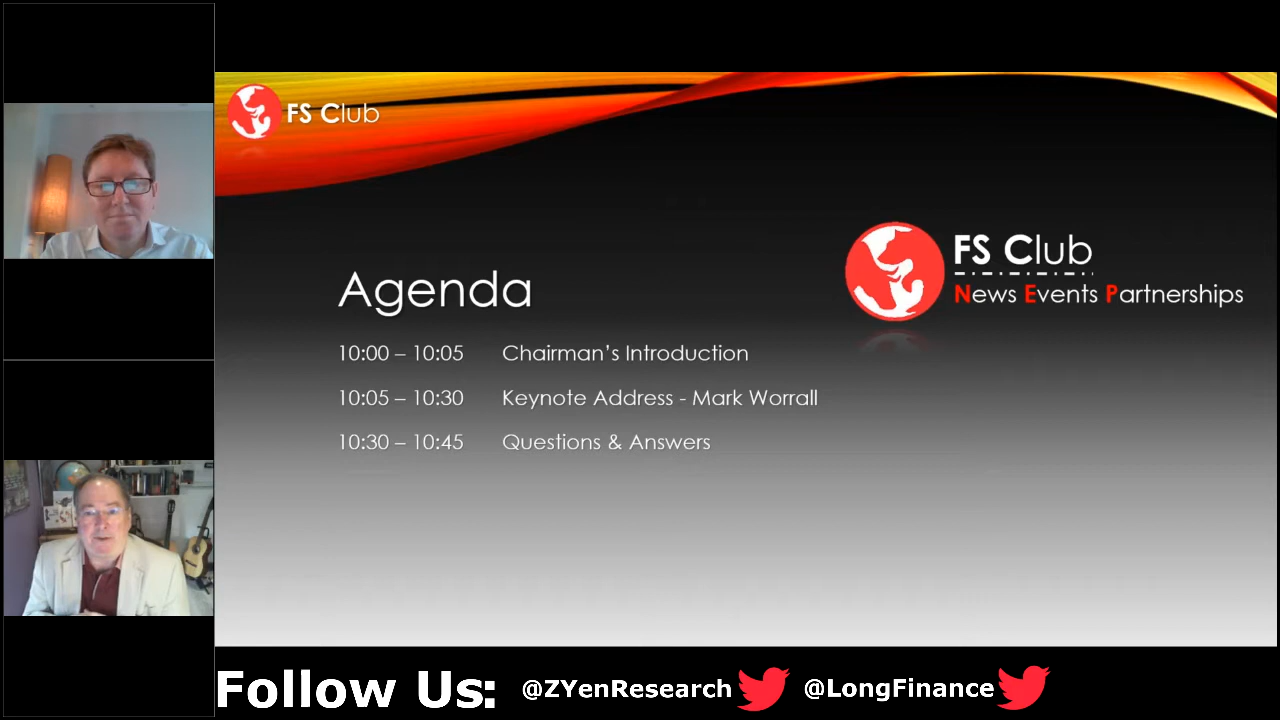 FS Club
FS Club
News Events Partnerships
Agenda
10:00 – 10:05 Chairman’s Introduction
10:05 – 10:30 Keynote Address - Mark Worrall
10:30 – 10:45 Questions & Answers
Follow Us: @ZYenResearch @LongFinance